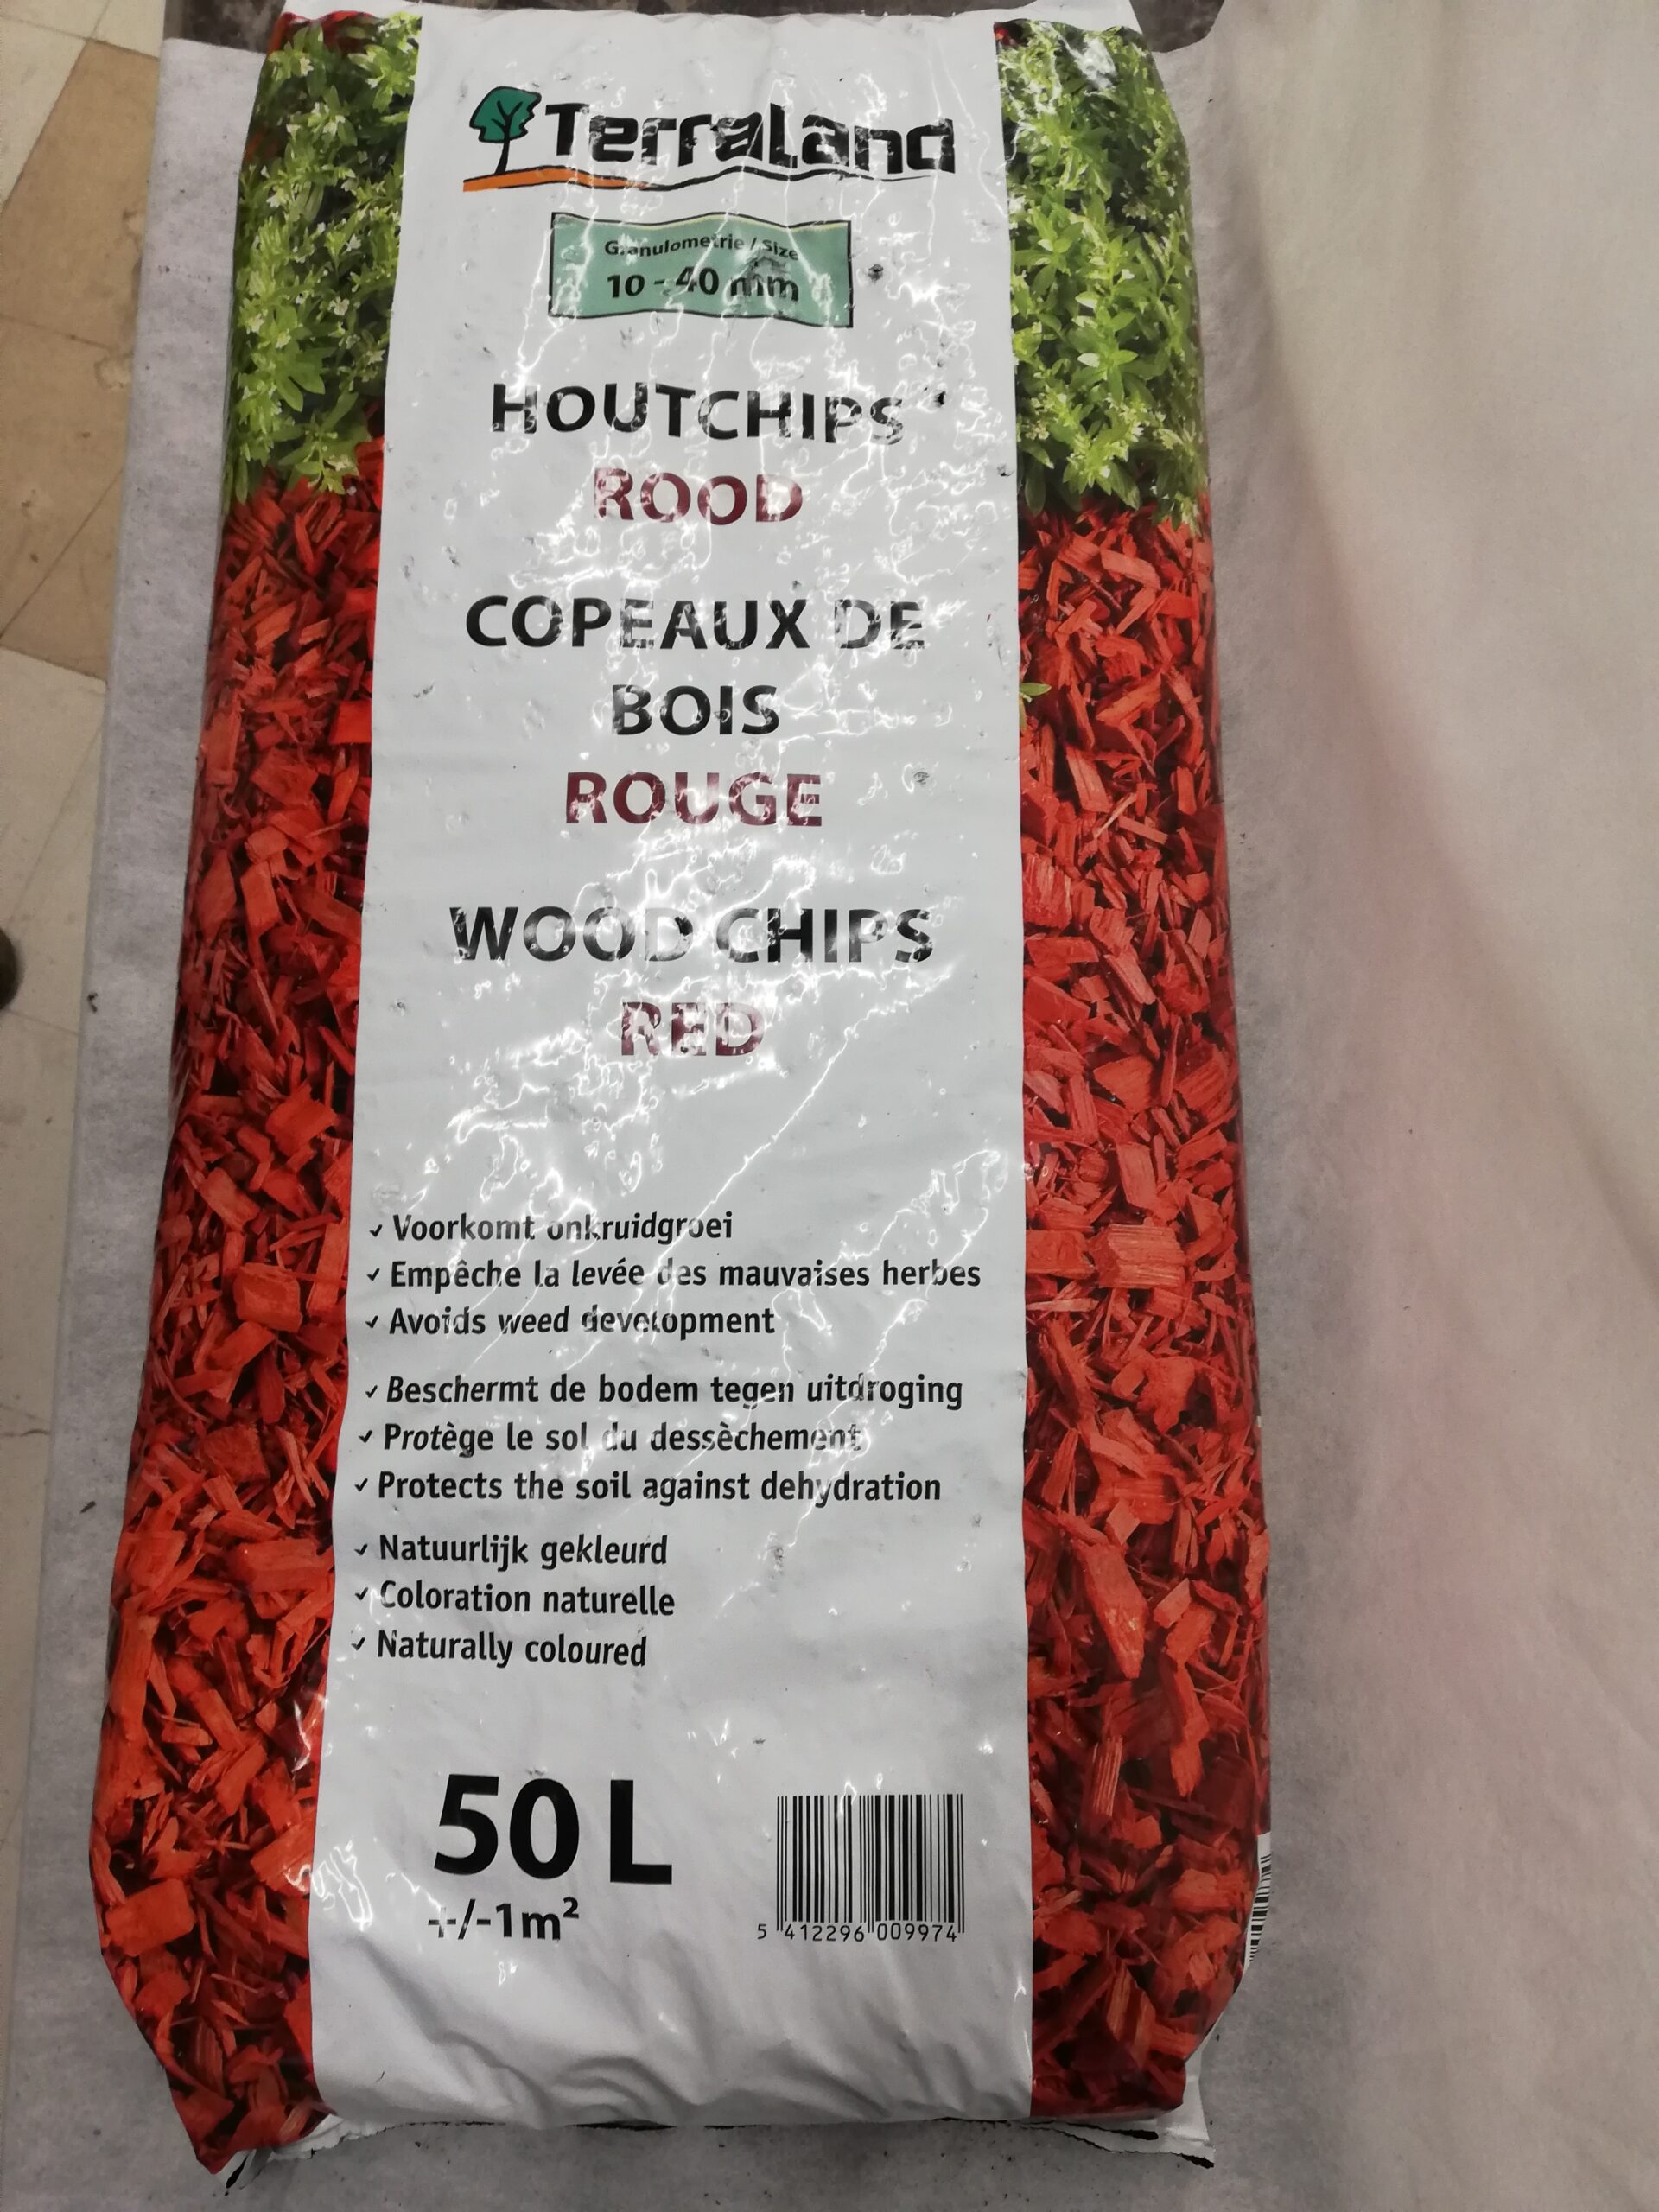 Terraland
Granulometrie / Size
10 - 40 mm
HOUTCHIPS
ROOD
COPEAUX DE
BOIS
ROUGE
WOOD CHIPS
RED
✓ Voorkomt onkruidgroei
✓ Empêche la levée des mauvaises herbes
✓ Avoids weed development
✓ Beschermt de bodem tegen uitdroging
✓ Protège le sol du dessèchement
✓ Protects the soil against dehydration
✓ Natuurlijk gekleurd
✓ Coloration naturelle
✓ Naturally coloured
50 L
+/-1m²
5 412296 009974